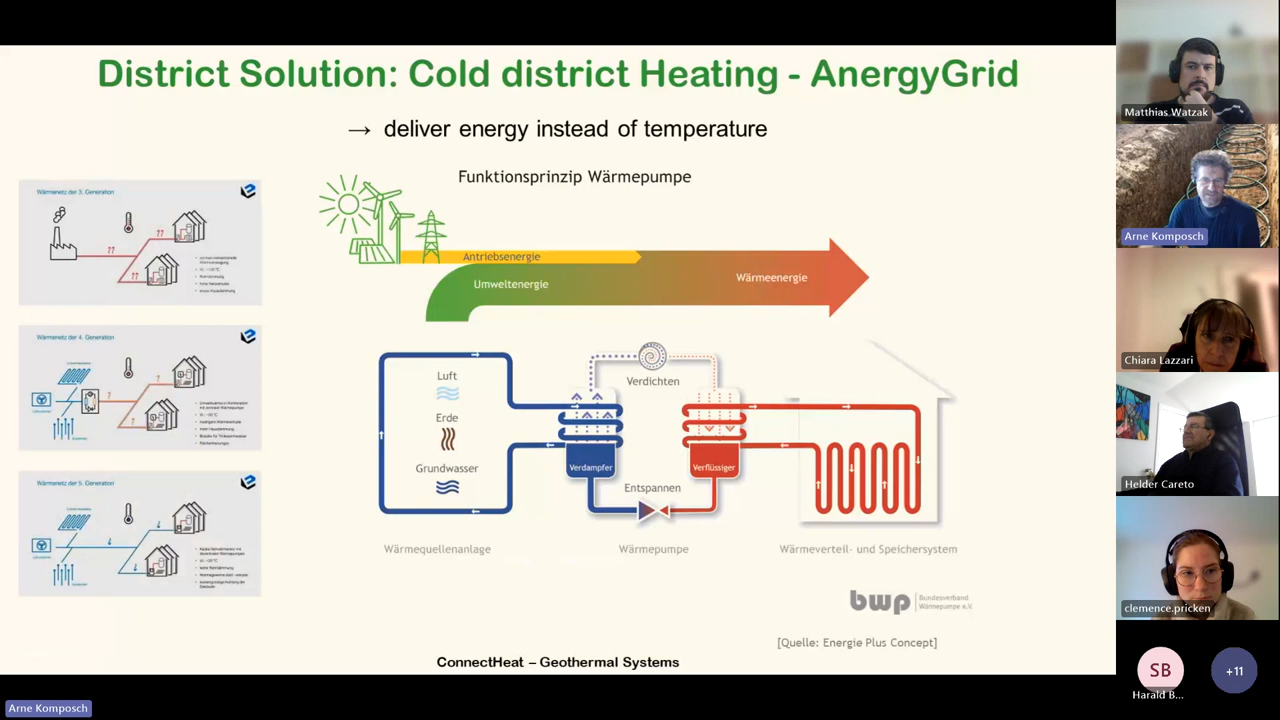 District Solution: Cold district Heating - AnergyGrid
→ deliver energy instead of temperature
Wärmenetz der 3. Generation
Wärmenetz der 4. Generation
Wärmenetz der 5. Generation
Funktionsprinzip Wärmepumpe
Antriebsenergie
Umweltenergie
Wärmeenergie
Luft
Erde
Grundwasser
Verdichten
Verdampfer
Verflüssiger
Entspannen
Wärmequellenanlage
Wärmepumpe
Wärmeverteil- und Speichersystem
bwp
Bundesverband
Wärmepumpe e.V.
[Quelle: Energie Plus Concept]
ConnectHeat – Geothermal Systems
Arne Komposch
Matthias Watzak
Arne Komposch
Chiara Lazzari
Helder Careto
clemence.pricken
SB
Harald B...
+11